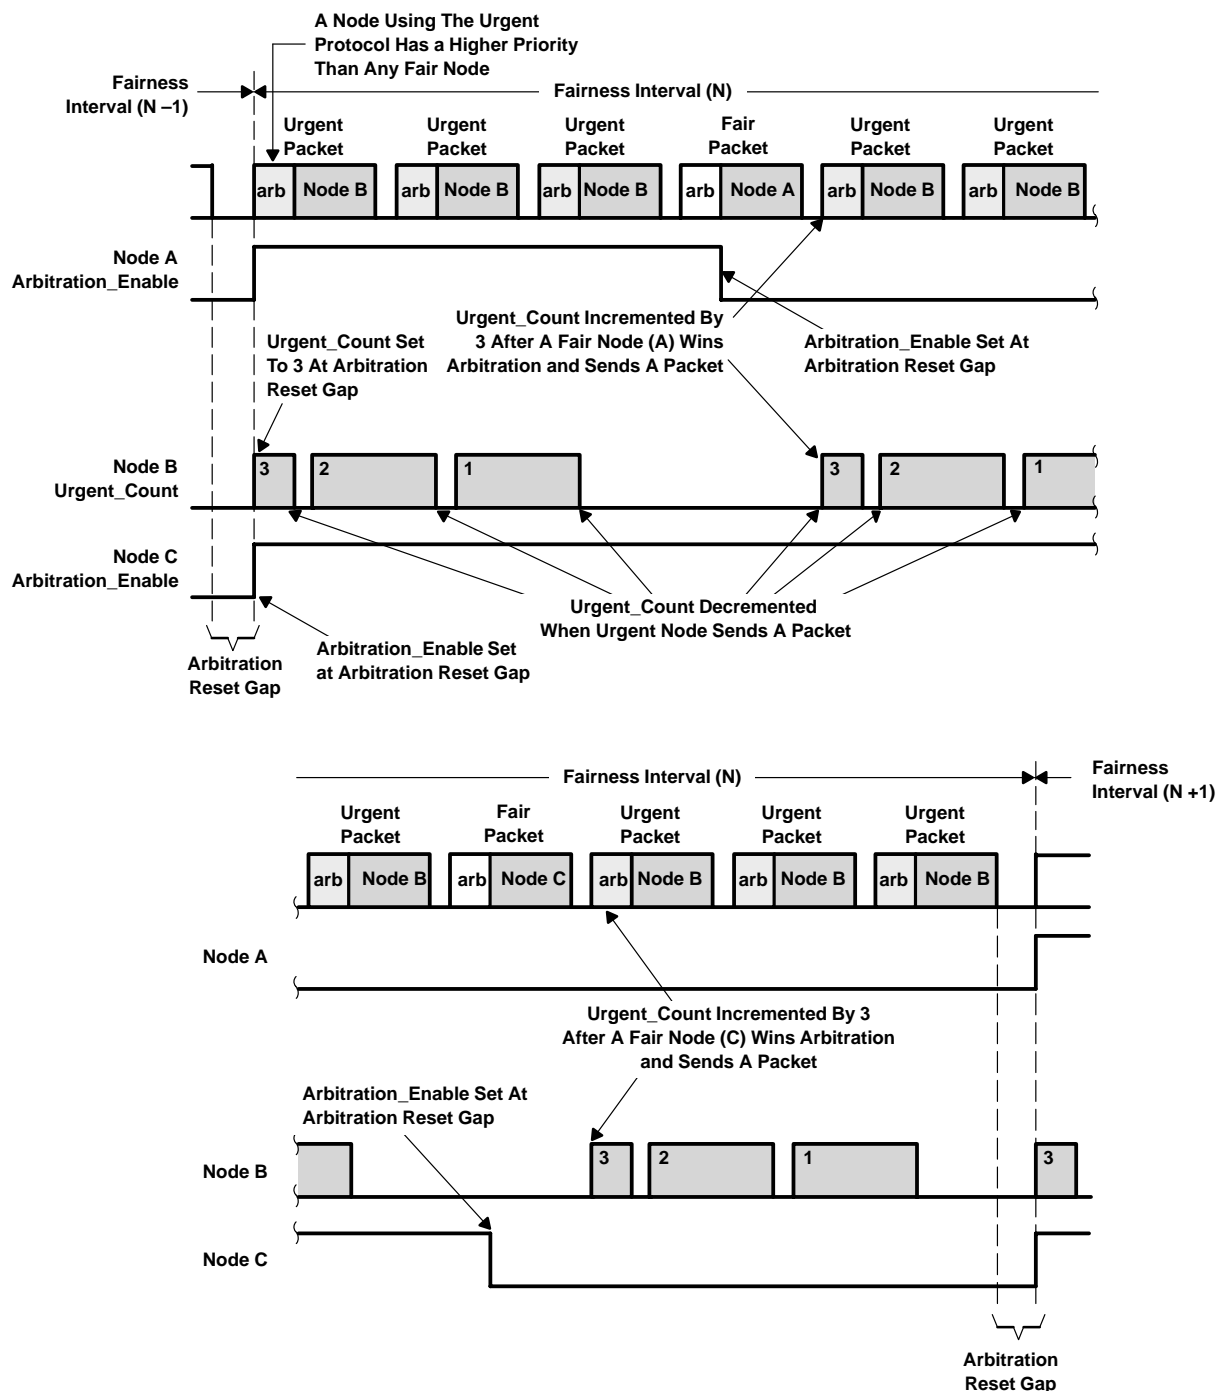 A Node Using The Urgent
Protocol Has a Higher Priority
Than Any Fair Node
Fairness
Interval (N –1)
Fairness Interval (N)
Urgent
Packet
Urgent
Packet
Urgent
Packet
Fair
Packet
Urgent
Packet
Urgent
Packet
arb Node B
arb Node B
arb Node B
arb Node A
arb Node B
arb Node B
Node A
Arbitration_Enable
Urgent_Count Set
To 3 At Arbitration
Reset Gap
Urgent_Count Incremented By
3 After A Fair Node (A) Wins
Arbitration and Sends A Packet
Arbitration_Enable Set At
Arbitration Reset Gap
Node B
Urgent_Count
3
2
1
3
2
1
Node C
Arbitration_Enable
Urgent_Count Decremented
When Urgent Node Sends A Packet
Arbitration
Reset Gap
Arbitration_Enable Set
at Arbitration Reset Gap
Fairness Interval (N)
Fairness
Interval (N +1)
Urgent
Packet
Fair
Packet
Urgent
Packet
Urgent
Packet
Urgent
Packet
arb Node B
arb Node C
arb Node B
arb Node B
arb Node B
Node A
Urgent_Count Incremented By 3
After A Fair Node (C) Wins Arbitration
and Sends A Packet
Arbitration_Enable Set At
Arbitration Reset Gap
Node B
3
2
1
3
Node C
Arbitration
Reset Gap